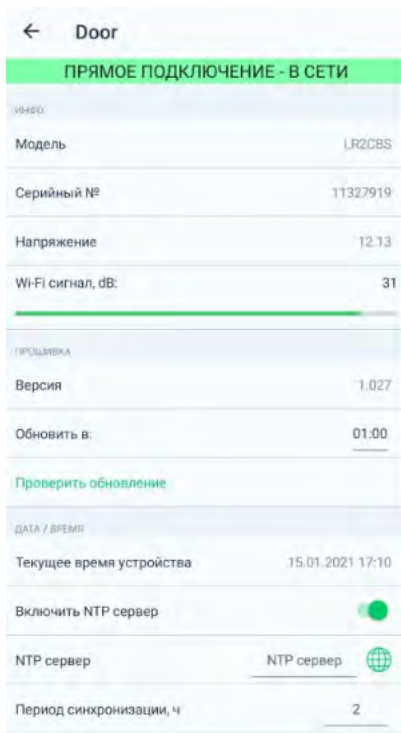 ← Door
ПРЯМОЕ ПОДКЛЮЧЕНИЕ - В СЕТИ
ИНФО
Модель LR2CBS
Серийный № 11327919
Напряжение 12.13
Wi-Fi сигнал, dB: 31
ПРОШИВКА
Версия 1.027
Обновить в: 01:00
Проверить обновление
ДАТА / ВРЕМЯ
Текущее время устройства 15.01.2021 17:10
Включить NTP сервер
NTP сервер NTP сервер
Период синхронизации, ч 2